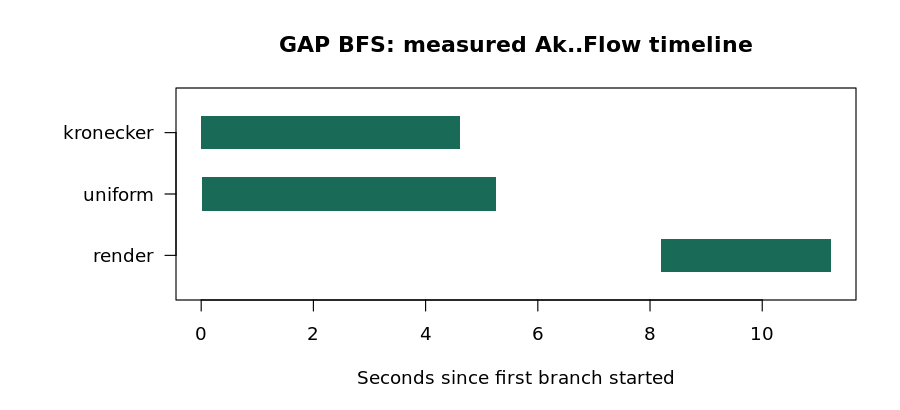 GAP BFS: measured Ak..Flow timeline
kronecker
uniform
render
0 2 4 6 8 10
Seconds since first branch started